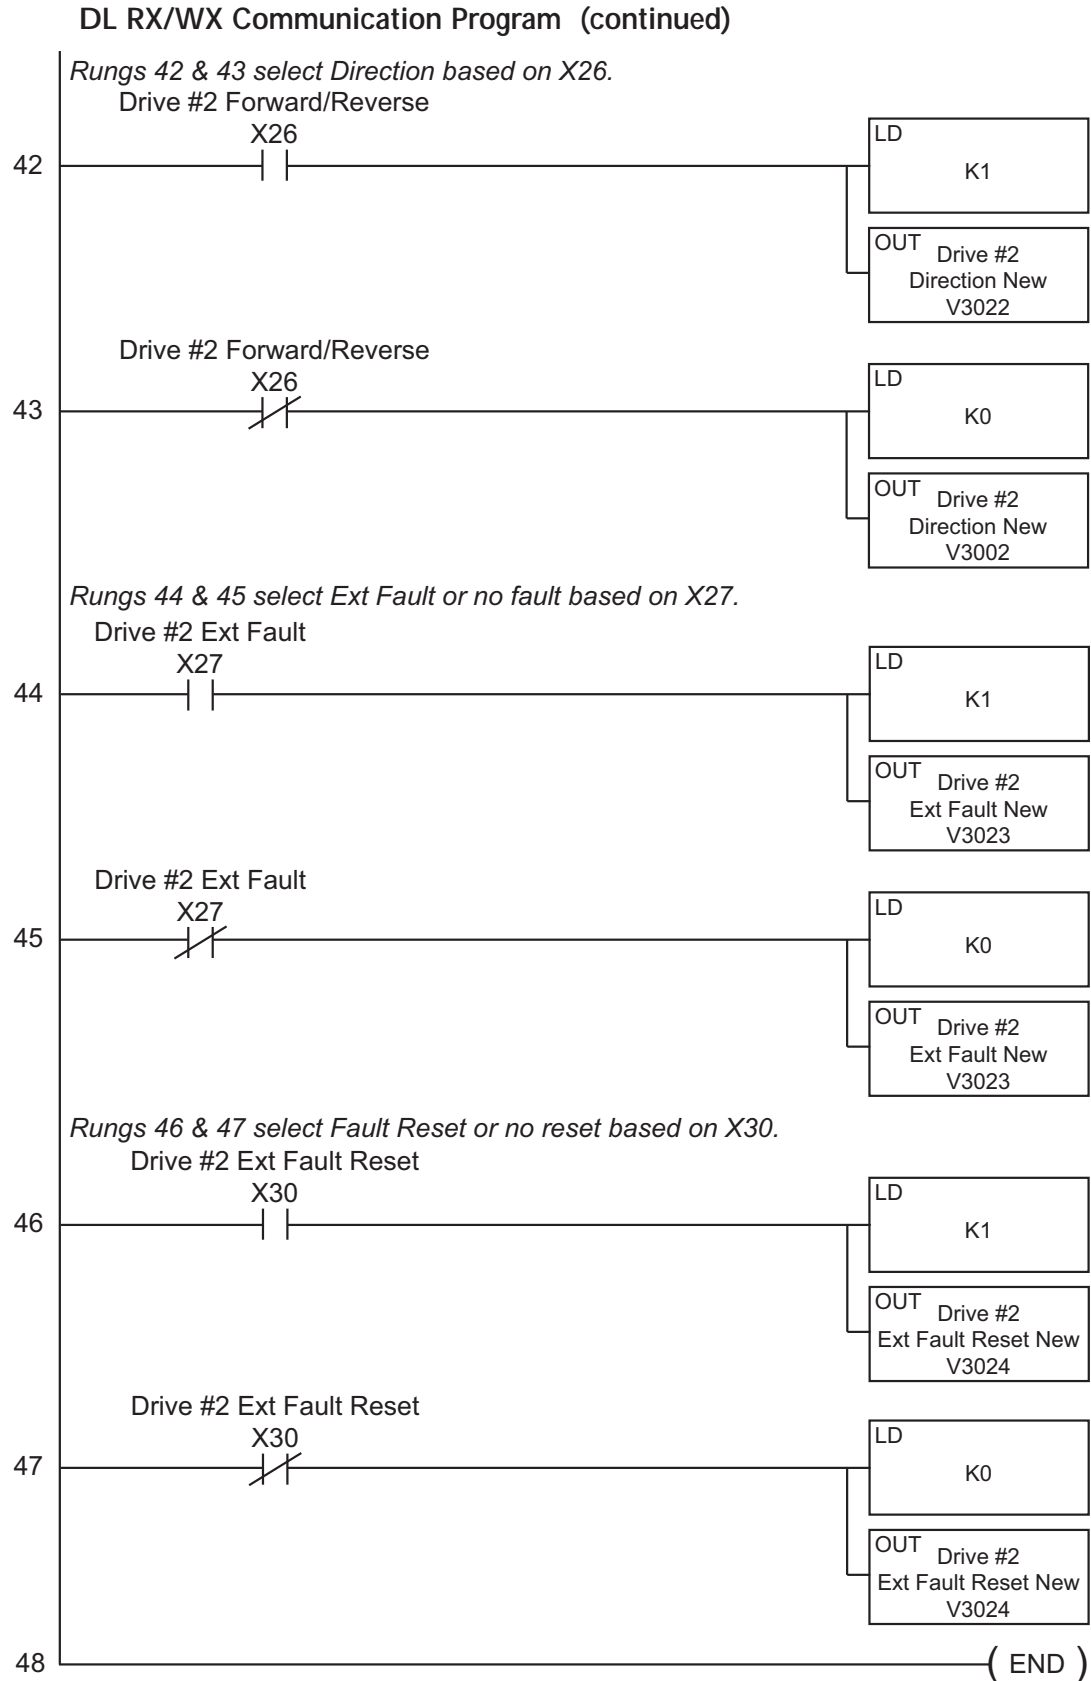 DL RX/WX Communication Program (continued)
Rungs 42 & 43 select Direction based on X26.
Drive #2 Forward/Reverse
X26
42
LD
K1
OUT
Drive #2
Direction New
V3022
Drive #2 Forward/Reverse
X26
43
LD
K0
OUT
Drive #2
Direction New
V3002
Rungs 44 & 45 select Ext Fault or no fault based on X27.
Drive #2 Ext Fault
X27
44
LD
K1
OUT
Drive #2
Ext Fault New
V3023
Drive #2 Ext Fault
X27
45
LD
K0
OUT
Drive #2
Ext Fault New
V3023
Rungs 46 & 47 select Fault Reset or no reset based on X30.
Drive #2 Ext Fault Reset
X30
46
LD
K1
OUT
Drive #2
Ext Fault Reset New
V3024
Drive #2 Ext Fault Reset
X30
47
LD
K0
OUT
Drive #2
Ext Fault Reset New
V3024
48
( END )